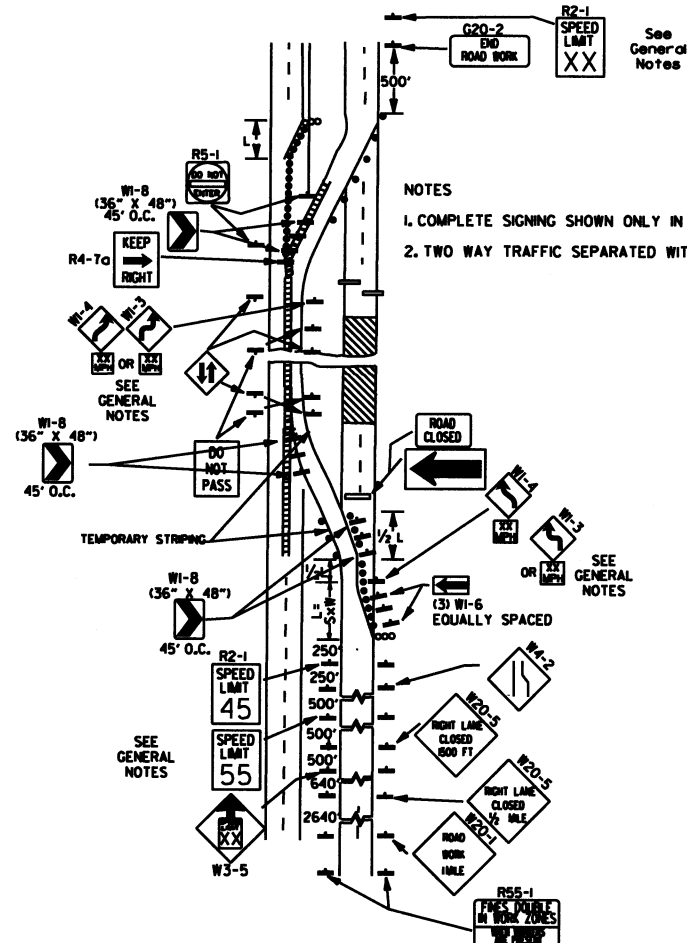 R2-1
SPEED
LIMIT
XX
See
General
Notes
G20-2
END
ROAD WORK
500'
L
R5-1
DO NOT
ENTER
W1-8
(36" X 48")
45' O.C.
KEEP
RIGHT
R4-7a
NOTES
1. COMPLETE SIGNING SHOWN ONLY IN
2. TWO WAY TRAFFIC SEPARATED WIT
W1-4
W1-3
XX
MPH
OR
XX
MPH
SEE
GENERAL
NOTES
W1-8
(36" X 48")
45' O.C.
DO
NOT
PASS
ROAD
CLOSED
W1-4
XX
MPH
W1-3
OR
XX
MPH
SEE
GENERAL
NOTES
TEMPORARY STRIPING
½ L
½ L
L=
SxW
W1-8
(36" X 48")
45' O.C.
(3) W1-6
EQUALLY SPACED
R2-1
SPEED
LIMIT
45
250'
250'
500'
500'
500'
640'
2640'
W4-2
SEE
GENERAL
NOTES
SPEED
LIMIT
55
W20-5
RIGHT LANE
CLOSED
1500 FT
W20-5
RIGHT LANE
CLOSED
½ MILE
XX
W3-5
W20-1
ROAD
WORK
1 MILE
R55-1
FINES DOUBLE
IN WORK ZONES
WHEN WORKERS
ARE PRESENT